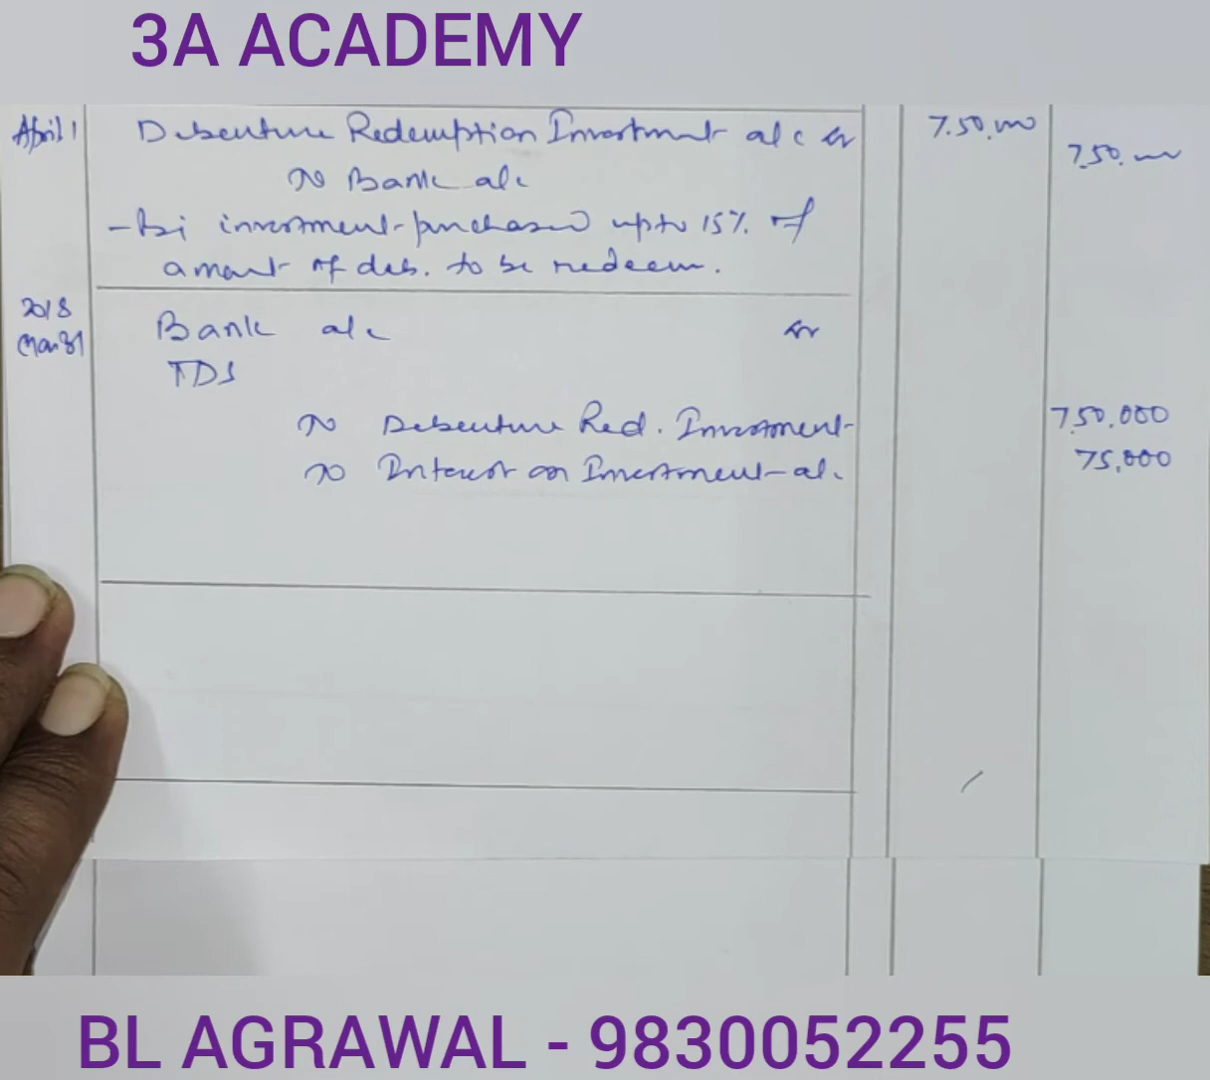 3A ACADEMY
April 1 Debenture Redemption Investment a/c Dr 7,50,000
To Bank a/c 7,50,000
- Bei investment purchased upto 15% of
amount of deb. to be redeem.
2018
Mar 31 Bank a/c Dr
TDS
To Debenture Red. Investment 7,50,000
To Interest on Investment a/c 75,000
BL AGRAWAL - 9830052255